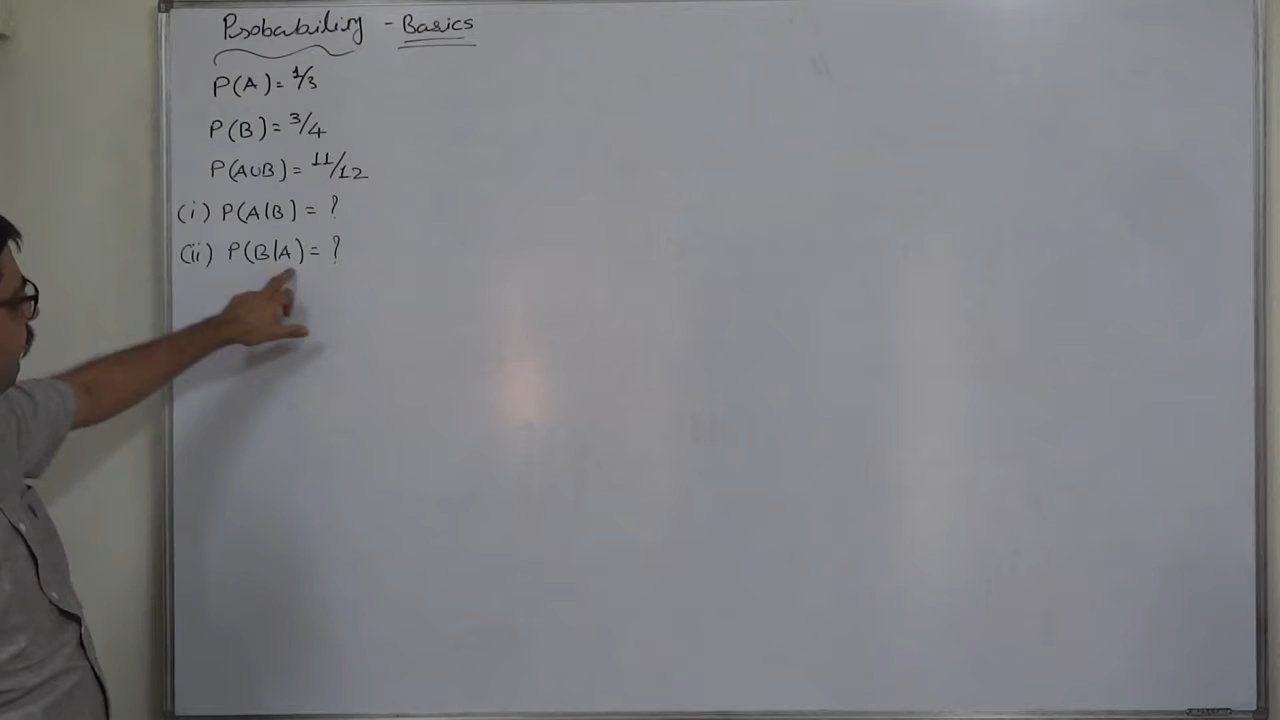 Probability - Basics
P(A) = 1/3
P(B) = 3/4
P(A∪B) = 11/12
(i) P(A|B) = ?
(ii) P(B|A) = ?